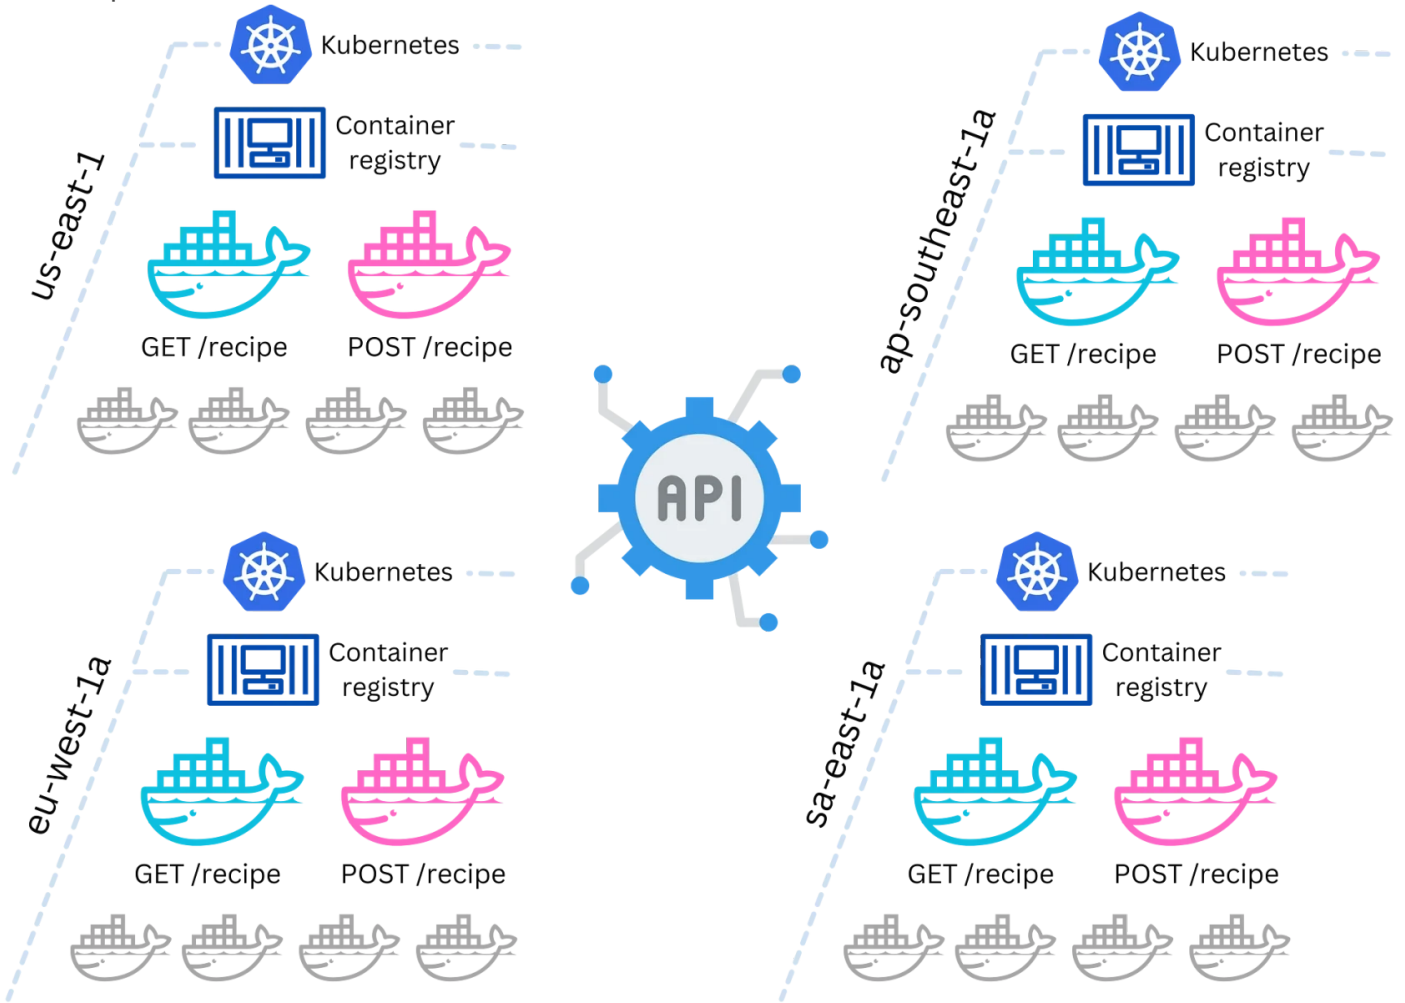 us-east-1
Kubernetes
Container
registry
GET /recipe
POST /recipe
ap-southeast-1a
Kubernetes
Container
registry
GET /recipe
POST /recipe
API
eu-west-1a
Kubernetes
Container
registry
GET /recipe
POST /recipe
sa-east-1a
Kubernetes
Container
registry
GET /recipe
POST /recipe